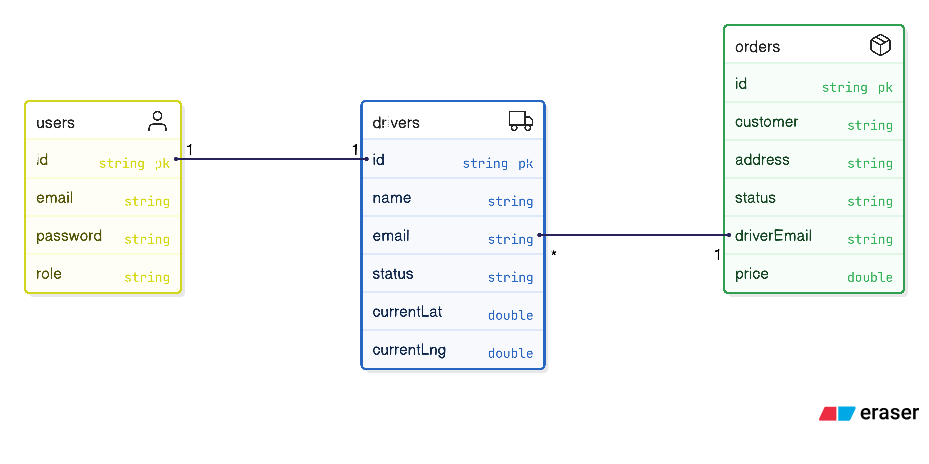 users
id string pk
email string
password string
role string
1
1
drivers
id string pk
name string
email string
status string
currentLat double
currentLng double
*
1
orders
id string pk
customer string
address string
status string
driverEmail string
price double
eraser